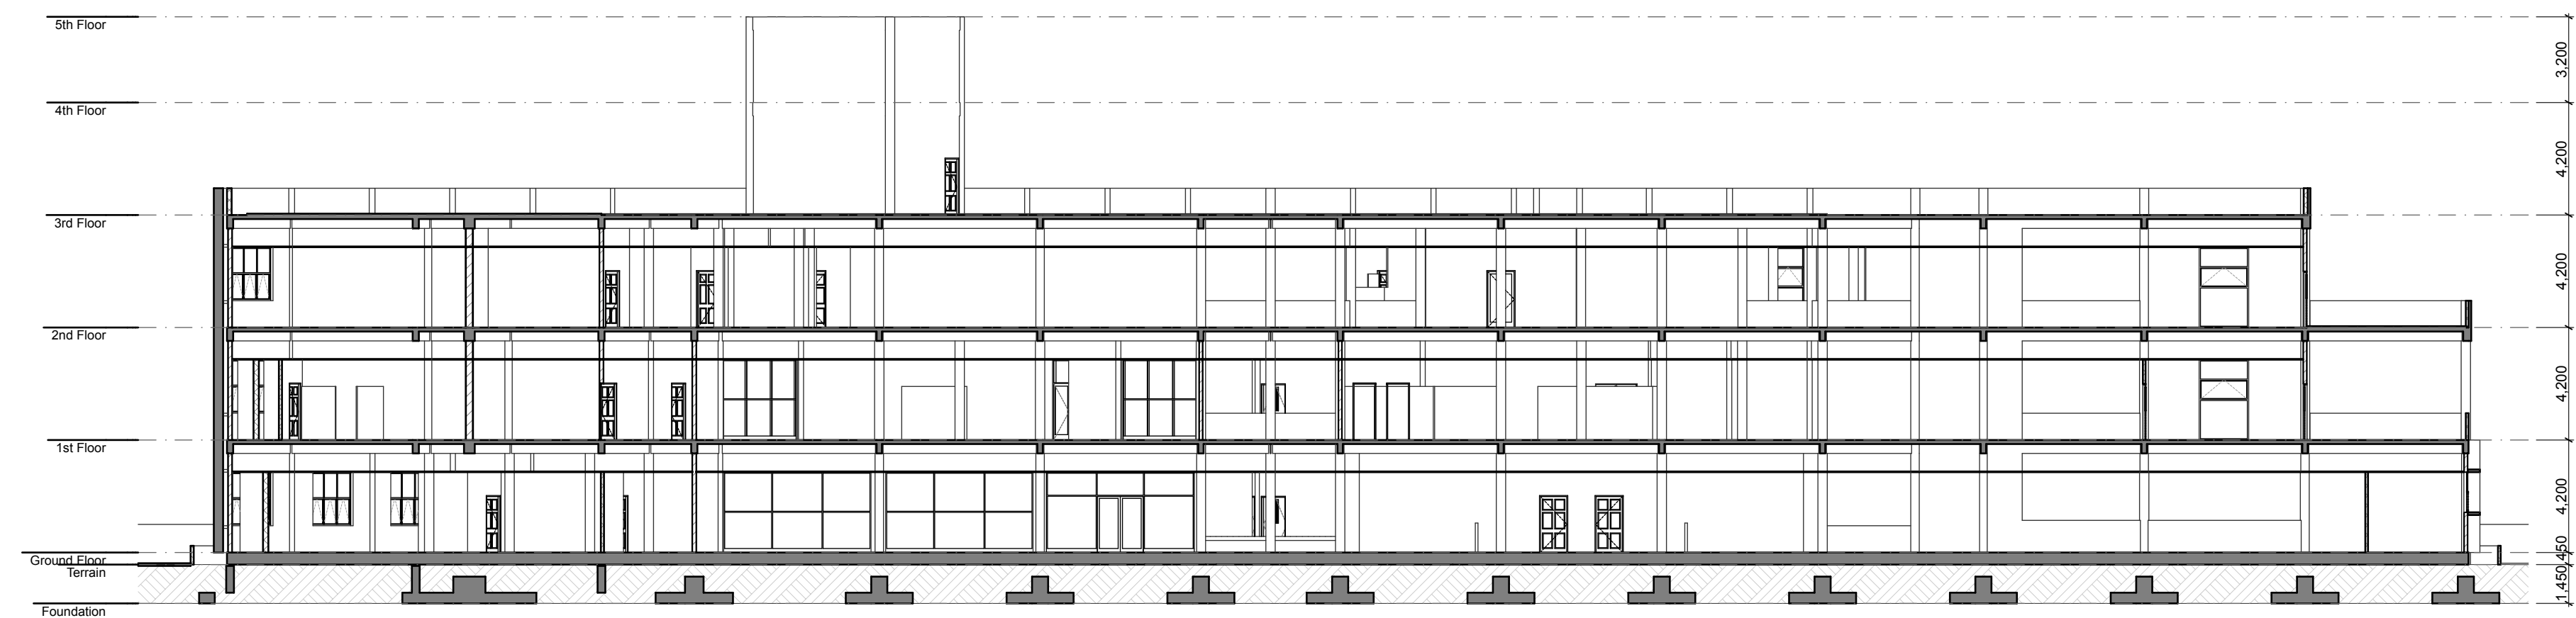 5th Floor
3,200
4th Floor
4,200
3rd Floor
4,200
2nd Floor
4,200
1st Floor
4,200
Ground Floor
450
Terrain
1,450
Foundation